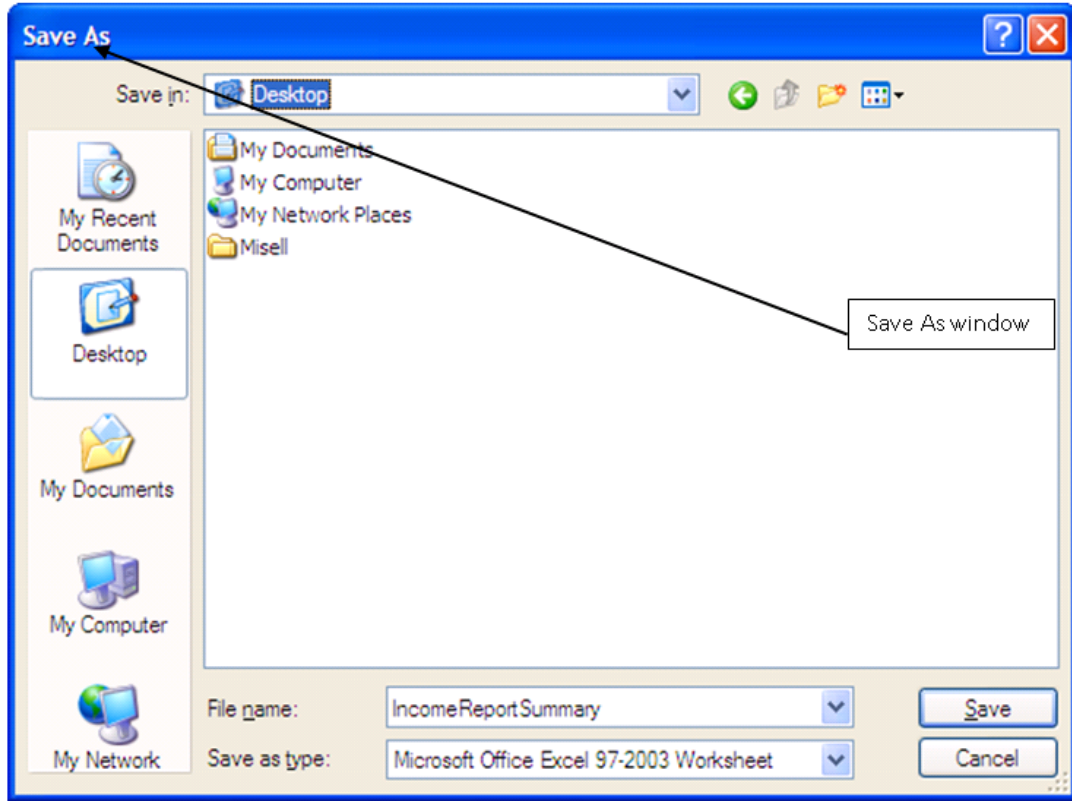 Save As
Save in: Desktop
My Documents
My Computer
My Network Places
Misell
My Recent
Documents
Desktop
My Documents
My Computer
My Network
Save As window
File name: IncomeReportSummary
Save
Save as type: Microsoft Office Excel 97-2003 Worksheet
Cancel